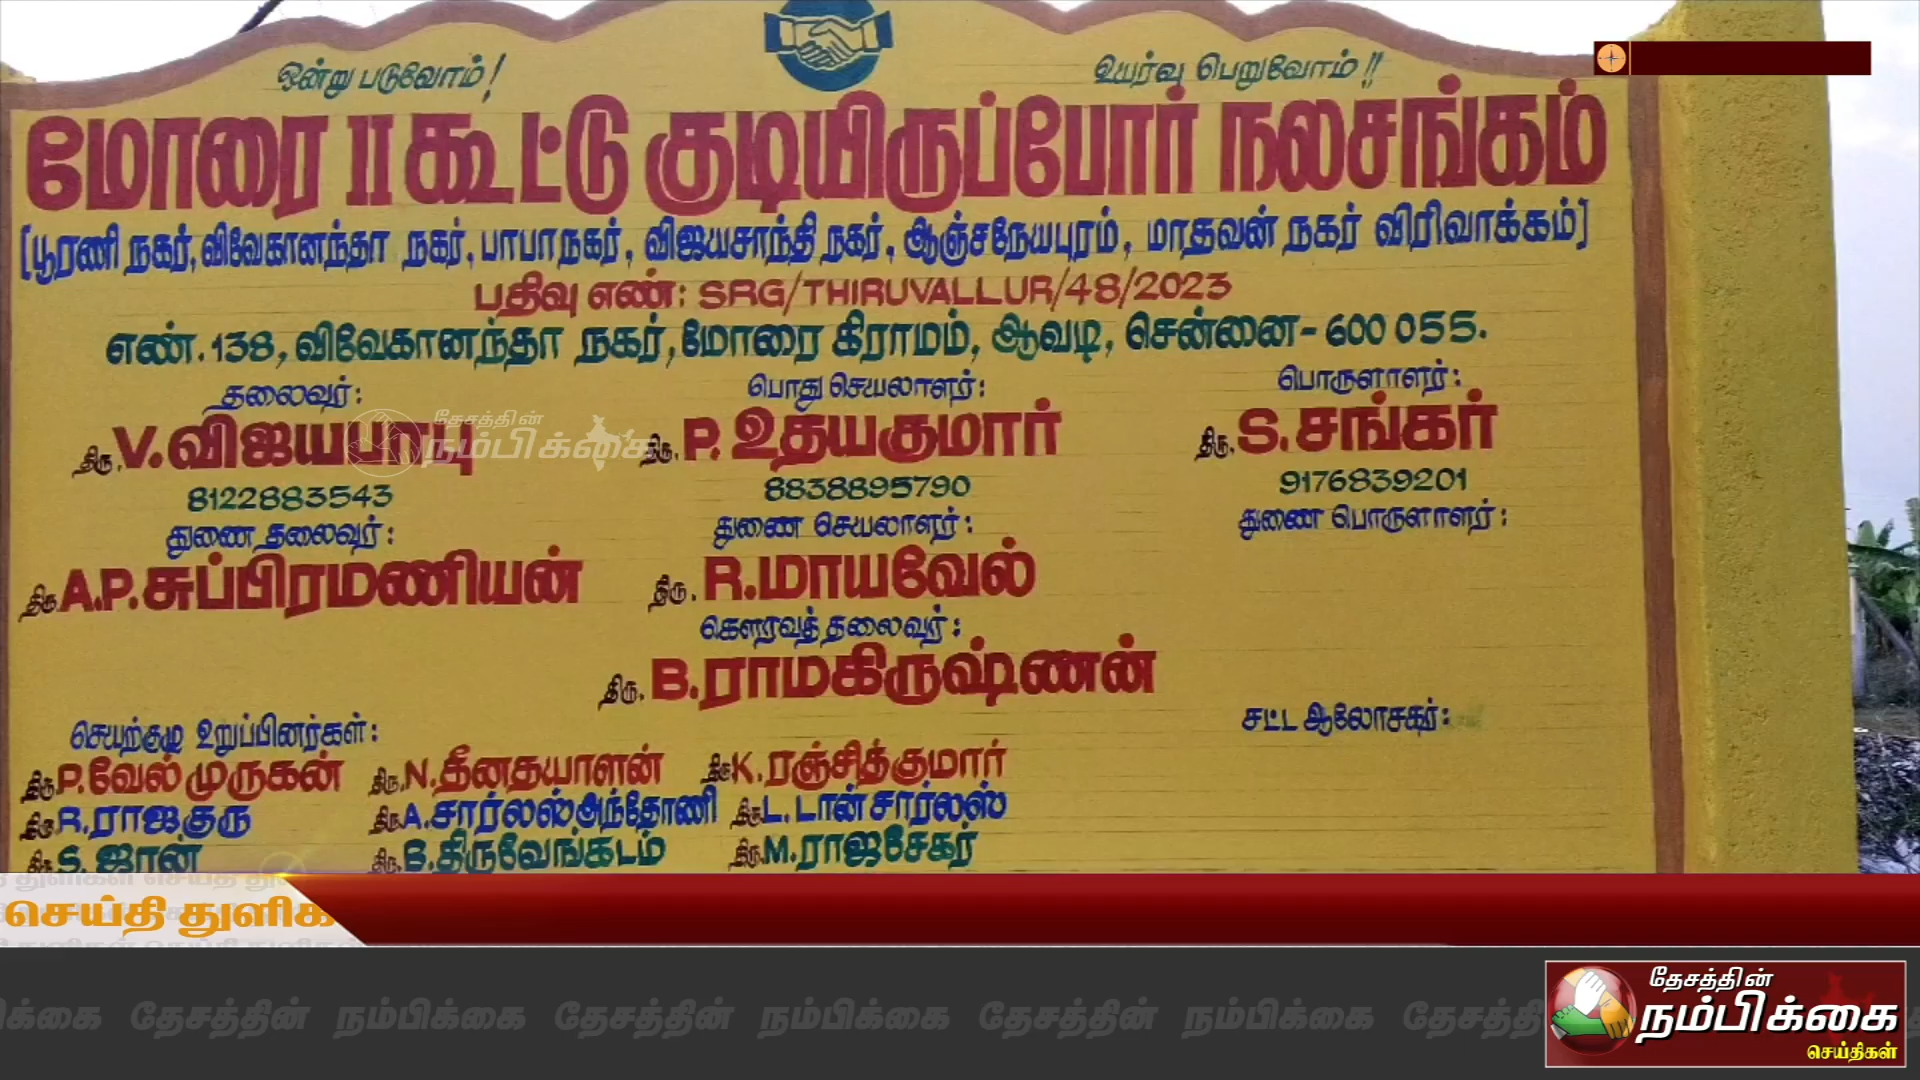 ஒன்று படுவோம்! உயர்வு பெறுவோம்!!
மோரை II கூட்டு குடியிருப்போர் நலசங்கம்
[பூரணி நகர், விவேகானந்தா நகர், பாபாநகர், விஜயசாந்தி நகர், ஆஞ்சநேயபுரம், மாதவன் நகர் விரிவாக்கம்]
பதிவு எண்: SRG/THIRUVALLUR/48/2023
எண். 138, விவேகானந்தா நகர், மோரை கிராமம், ஆவடி, சென்னை - 600 055.
தலைவர்: பொது செயலாளர்: பொருளாளர்:
திரு. V. விஜயபாபு திரு. P. உதயகுமார் திரு. S. சங்கர்
தேசத்தின்
நம்பிக்கை
8122883543 8838895790 9176839201
துணை தலைவர்: துணை செயலாளர்: துணை பொருளாளர்:
திரு. A.P. சுப்பிரமணியன் திரு. R. மாயவேல்
கௌரவத் தலைவர்:
திரு. B. ராமகிருஷ்ணன்
செயற்குழு உறுப்பினர்கள்: சட்ட ஆலோசகர்:
திரு. P. வேல் முருகன் திரு. N. தீனதயாளன் திரு. K. ரஞ்சித்குமார்
திரு. R. ராஜகுரு திரு. A. சார்லஸ் அந்தோணி திரு. L. டான் சார்லஸ்
திரு. S. ஜான் திரு. B. திருவேங்கடம் திரு. M. ராஜசேகர்
செய்தி துளிக
தேசத்தின் நம்பிக்கை தேசத்தின் நம்பிக்கை தேசத்தின் நம்பிக்கை
தேசத்தின்
நம்பிக்கை
செய்திகள்